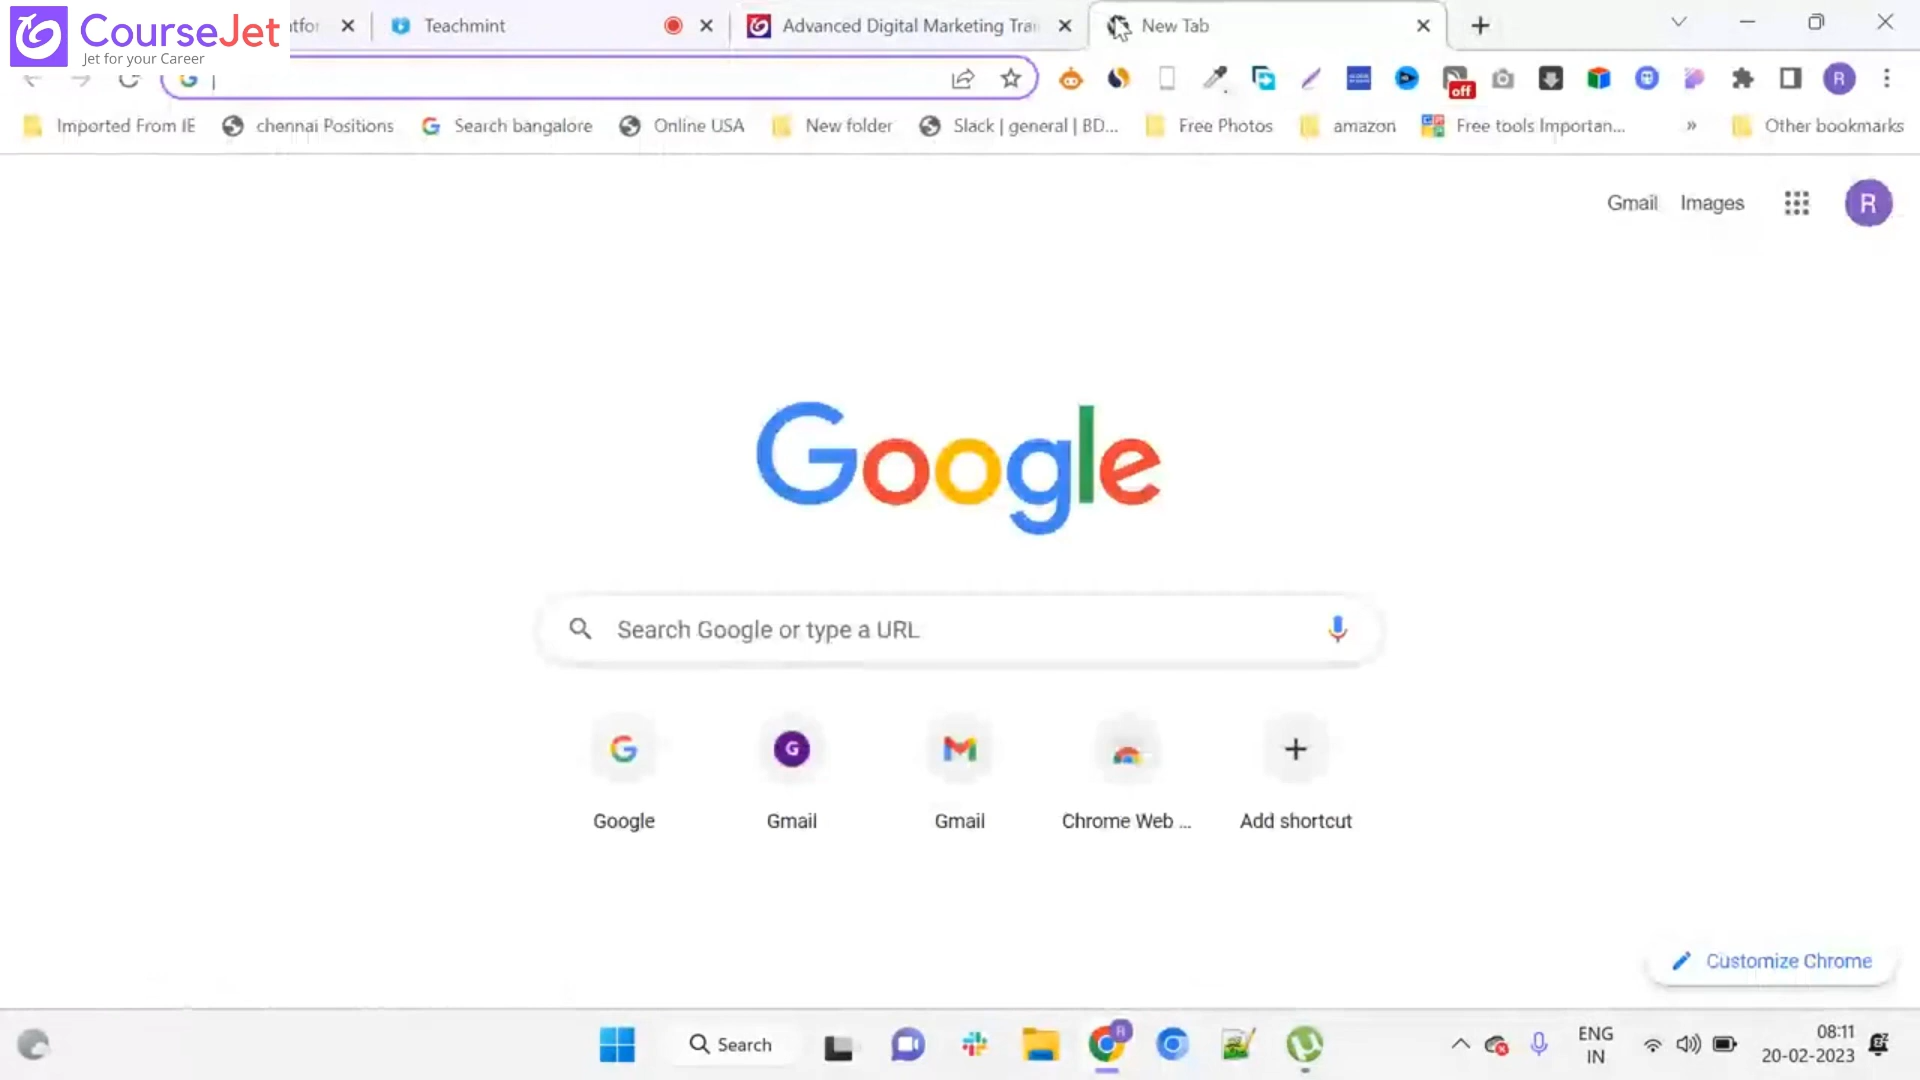 CourseJet
Jet for your Career
Teachmint
Advanced Digital Marketing Trai
New Tab
off
R
Imported From IE
chennai Positions
Search bangalore
Online USA
New folder
Slack | general | BD...
Free Photos
amazon
Free tools Importan...
»
Other bookmarks
Gmail
Images
R
Google
Search Google or type a URL
G
Google
Gmail
Gmail
Chrome Web ...
Add shortcut
Customize Chrome
Search
R
ENG
IN
08:11
20-02-2023